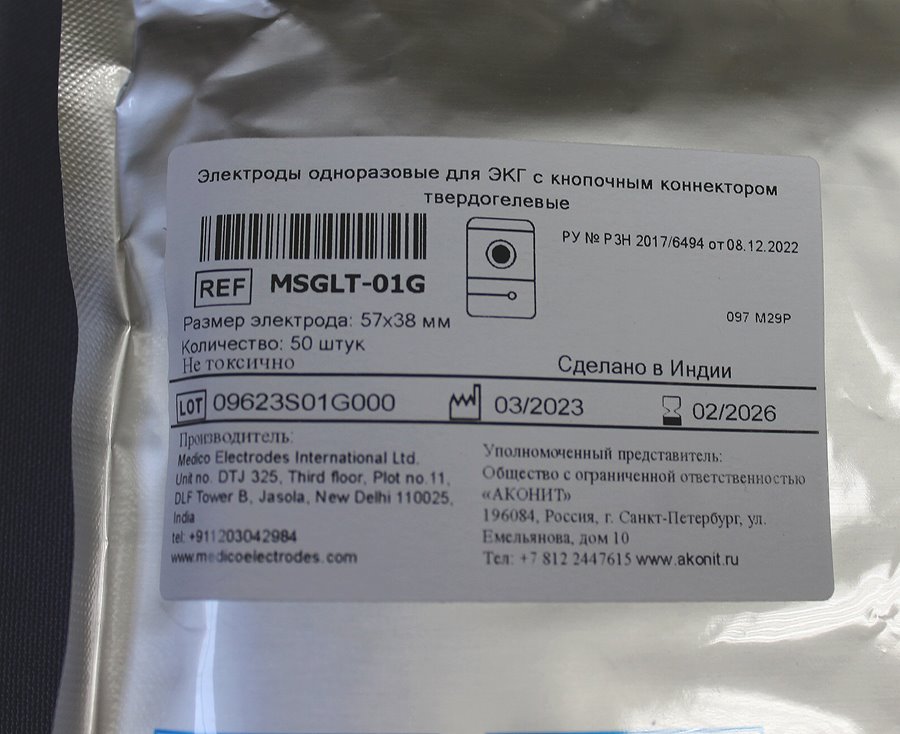 Электроды одноразовые для ЭКГ с кнопочным коннектором
твердогелевые
РУ № РЗН 2017/6494 от 08.12.2022
REF MSGLT-01G
097 М29Р
Размер электрода: 57х38 мм
Количество: 50 штук
Не токсично
Сделано в Индии
LOT 09623S01G000 03/2023 02/2026
Производитель:
Medico Electrodes International Ltd.
Unit no. DTJ 325, Third floor, Plot no.11,
DLF Tower B, Jasola, New Delhi 110025,
India
tel: +911203042984
www.medicoelectrodes.com
Уполномоченный представитель:
Общество с ограниченной ответственностью
«АКОНИТ»
196084, Россия, г. Санкт-Петербург, ул.
Емельянова, дом 10
Тел: +7 812 2447615 www.akonit.ru